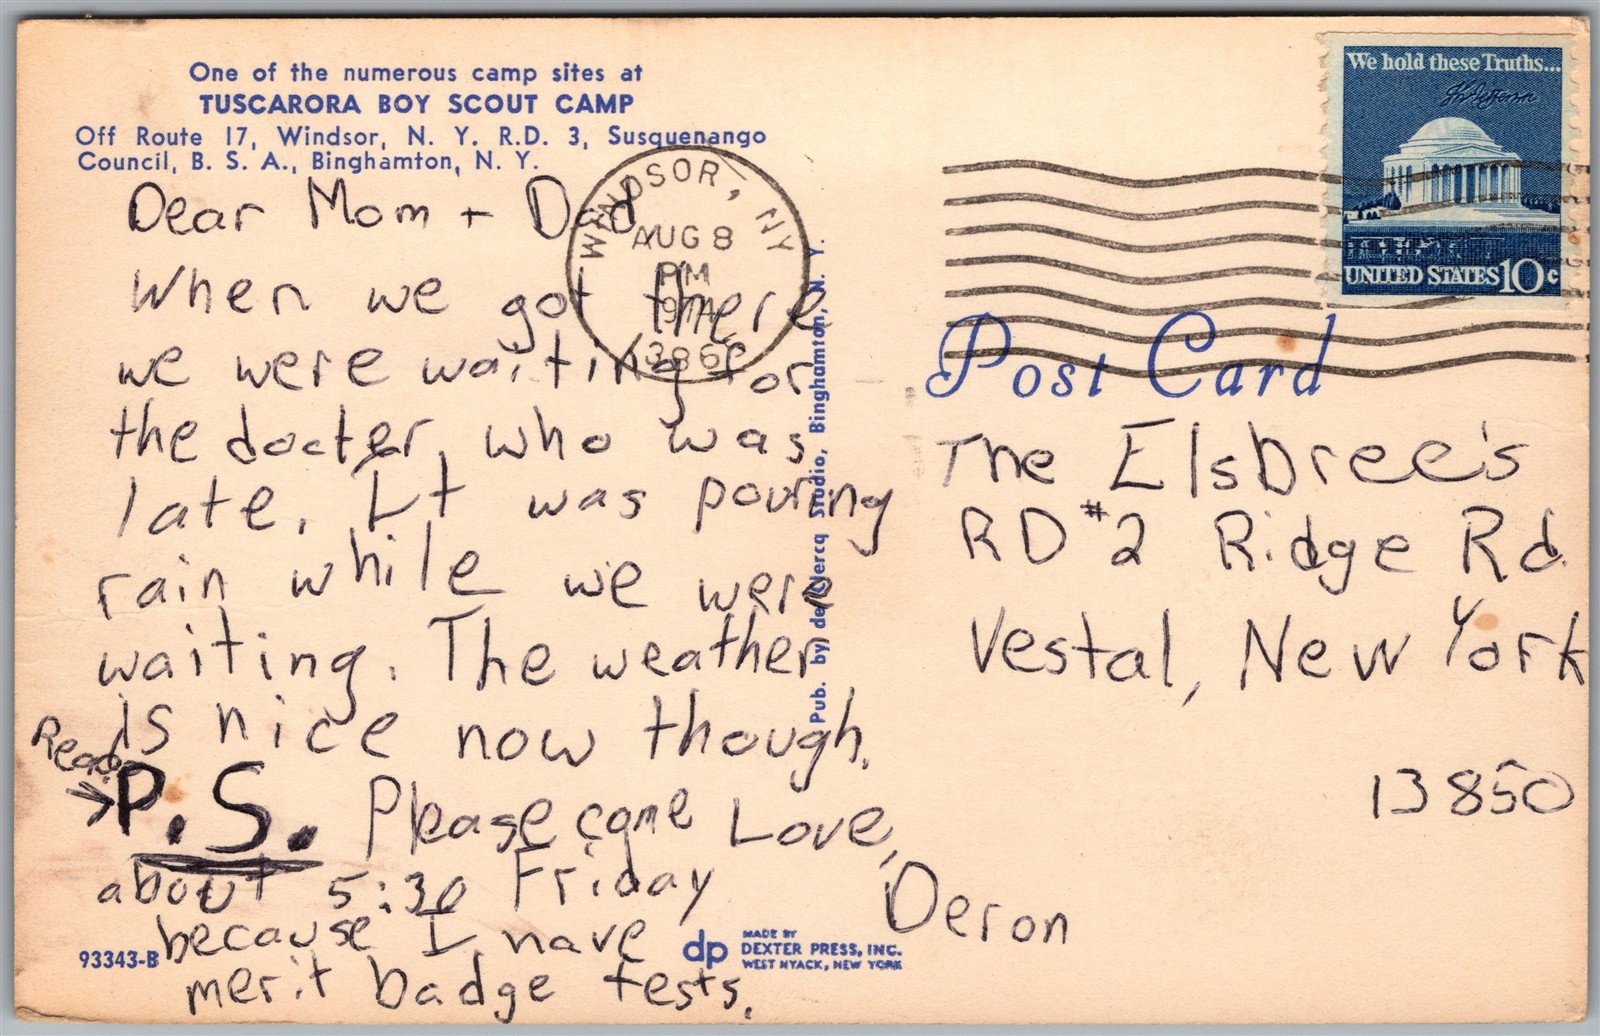 One of the numerous camp sites at
TUSCARORA BOY SCOUT CAMP
Off Route 17, Windsor, N. Y. R.D. 3, Susquenango
Council, B. S. A., Binghamton, N. Y.
Dear Mom + Dad
When we got there
we were waiting for
the docter, who was
late. It was pouring
rain while we were
waiting. The weather
is nice now though.
Read
→ P.S. Please come
about 5:30 Friday
because I have
merit badge tests.
Love,
Deron
93343-B
dp
MADE BY
DEXTER PRESS, INC.
WEST NYACK, NEW YORK
Pub. by deClercq Studio, Binghamton, N. Y.
WINDSOR, NY
AUG 8
PM
1974
We hold these Truths...
Th Jefferson
UNITED STATES 10c
Post Card
The Elsbree's
RD #2 Ridge Rd.
Vestal, New York
13850